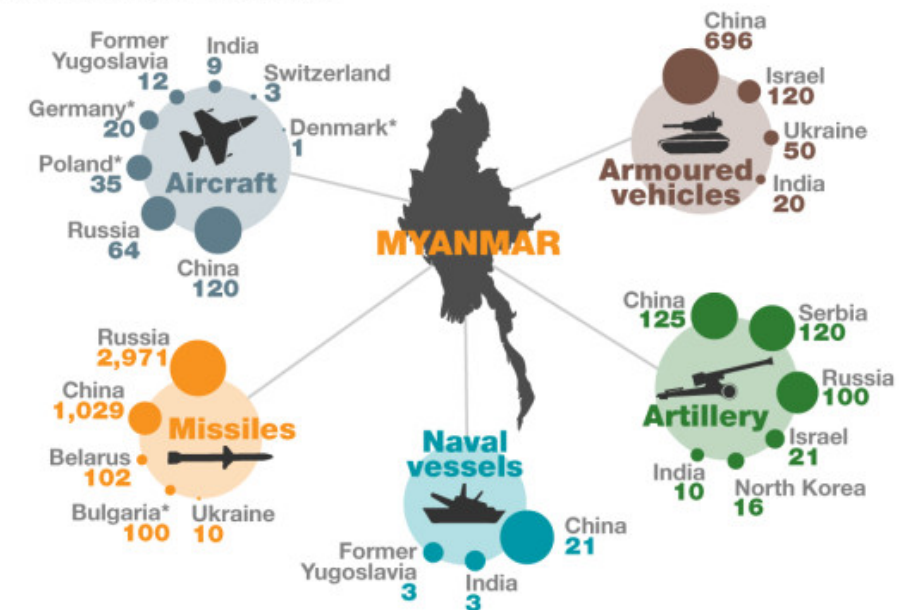 Former
Yugoslavia
12
India
9
Switzerland
3
Germany*
20
Denmark*
1
Poland*
35
Aircraft
Russia
64
China
120
China
696
Israel
120
Ukraine
50
Armoured
vehicles
India
20
MYANMAR
Russia
2,971
China
1,029
Missiles
Belarus
102
Bulgaria*
100
Ukraine
10
Naval
vessels
China
21
Former
Yugoslavia
3
India
3
China
125
Serbia
120
Russia
100
Artillery
Israel
21
India
10
North Korea
16